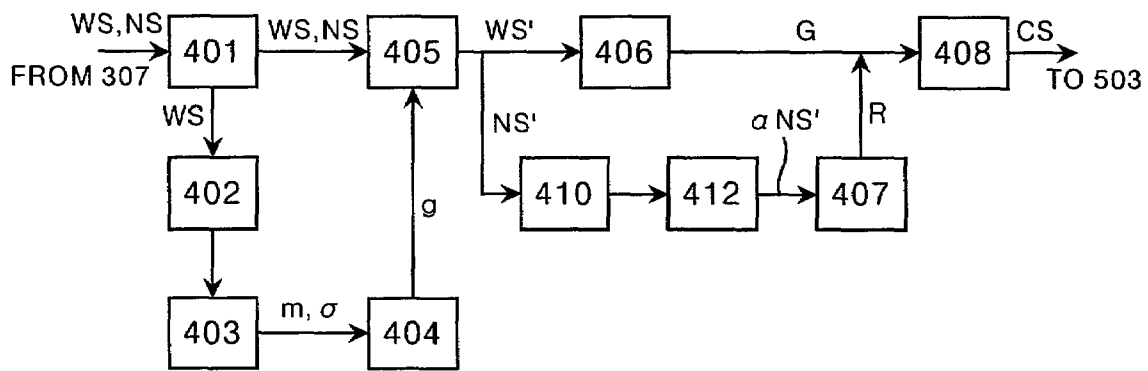 WS,NS
FROM 307
401
WS,NS
405
WS'
406
G
408
CS
TO 503
WS
NS'
α NS'
R
402
410
412
407
g
403
m, σ
404